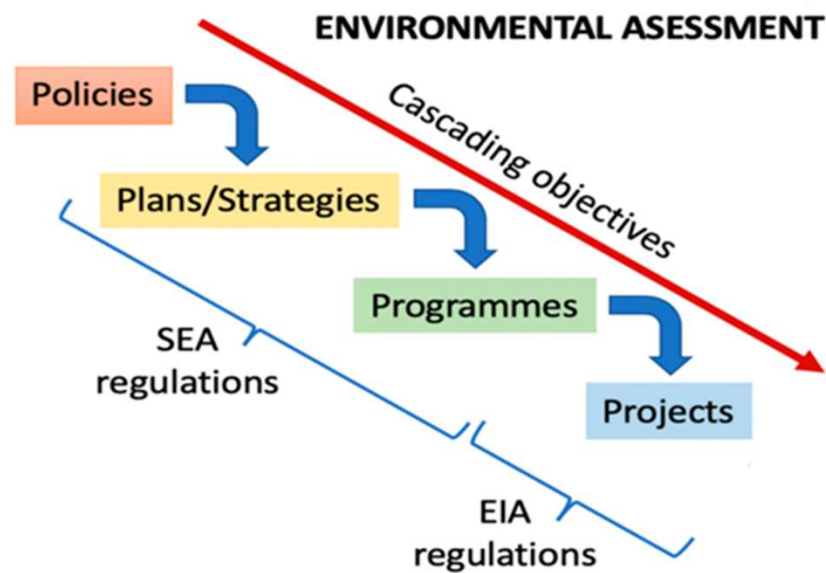 ENVIRONMENTAL ASESSMENT
Policies
Cascading objectives
Plans/Strategies
Programmes
SEA
regulations
Projects
EIA
regulations